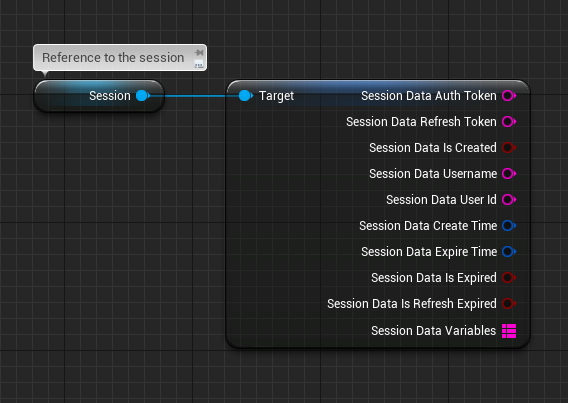 Reference to the session
Session
Target
Session Data Auth Token
Session Data Refresh Token
Session Data Is Created
Session Data Username
Session Data User Id
Session Data Create Time
Session Data Expire Time
Session Data Is Expired
Session Data Is Refresh Expired
Session Data Variables